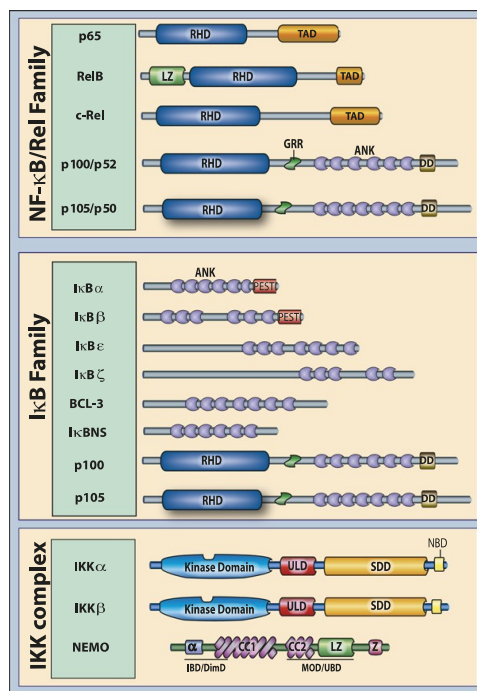 NF-κB/Rel Family
p65
RHD
TAD
RelB
LZ
RHD
TAD
c-Rel
RHD
TAD
GRR
ANK
p100/p52
RHD
DD
p105/p50
RHD
DD
IκB Family
ANK
IκBα
PEST
IκBβ
PEST
IκBε
IκBζ
BCL-3
IκBNS
p100
RHD
DD
p105
RHD
DD
IKK complex
NBD
IKKα
Kinase Domain
ULD
SDD
IKKβ
Kinase Domain
ULD
SDD
NEMO
α
CC1
CC2
LZ
Z
IBD/DimD
MOD/UBD